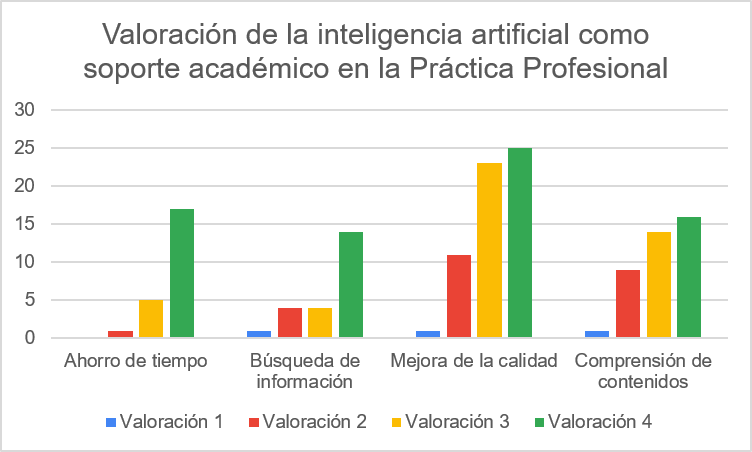 Valoración de la inteligencia artificial como
soporte académico en la Práctica Profesional
30
25
20
15
10
5
0
Ahorro de tiempo
Búsqueda de
información
Mejora de la calidad
Comprensión de
contenidos
Valoración 1
Valoración 2
Valoración 3
Valoración 4